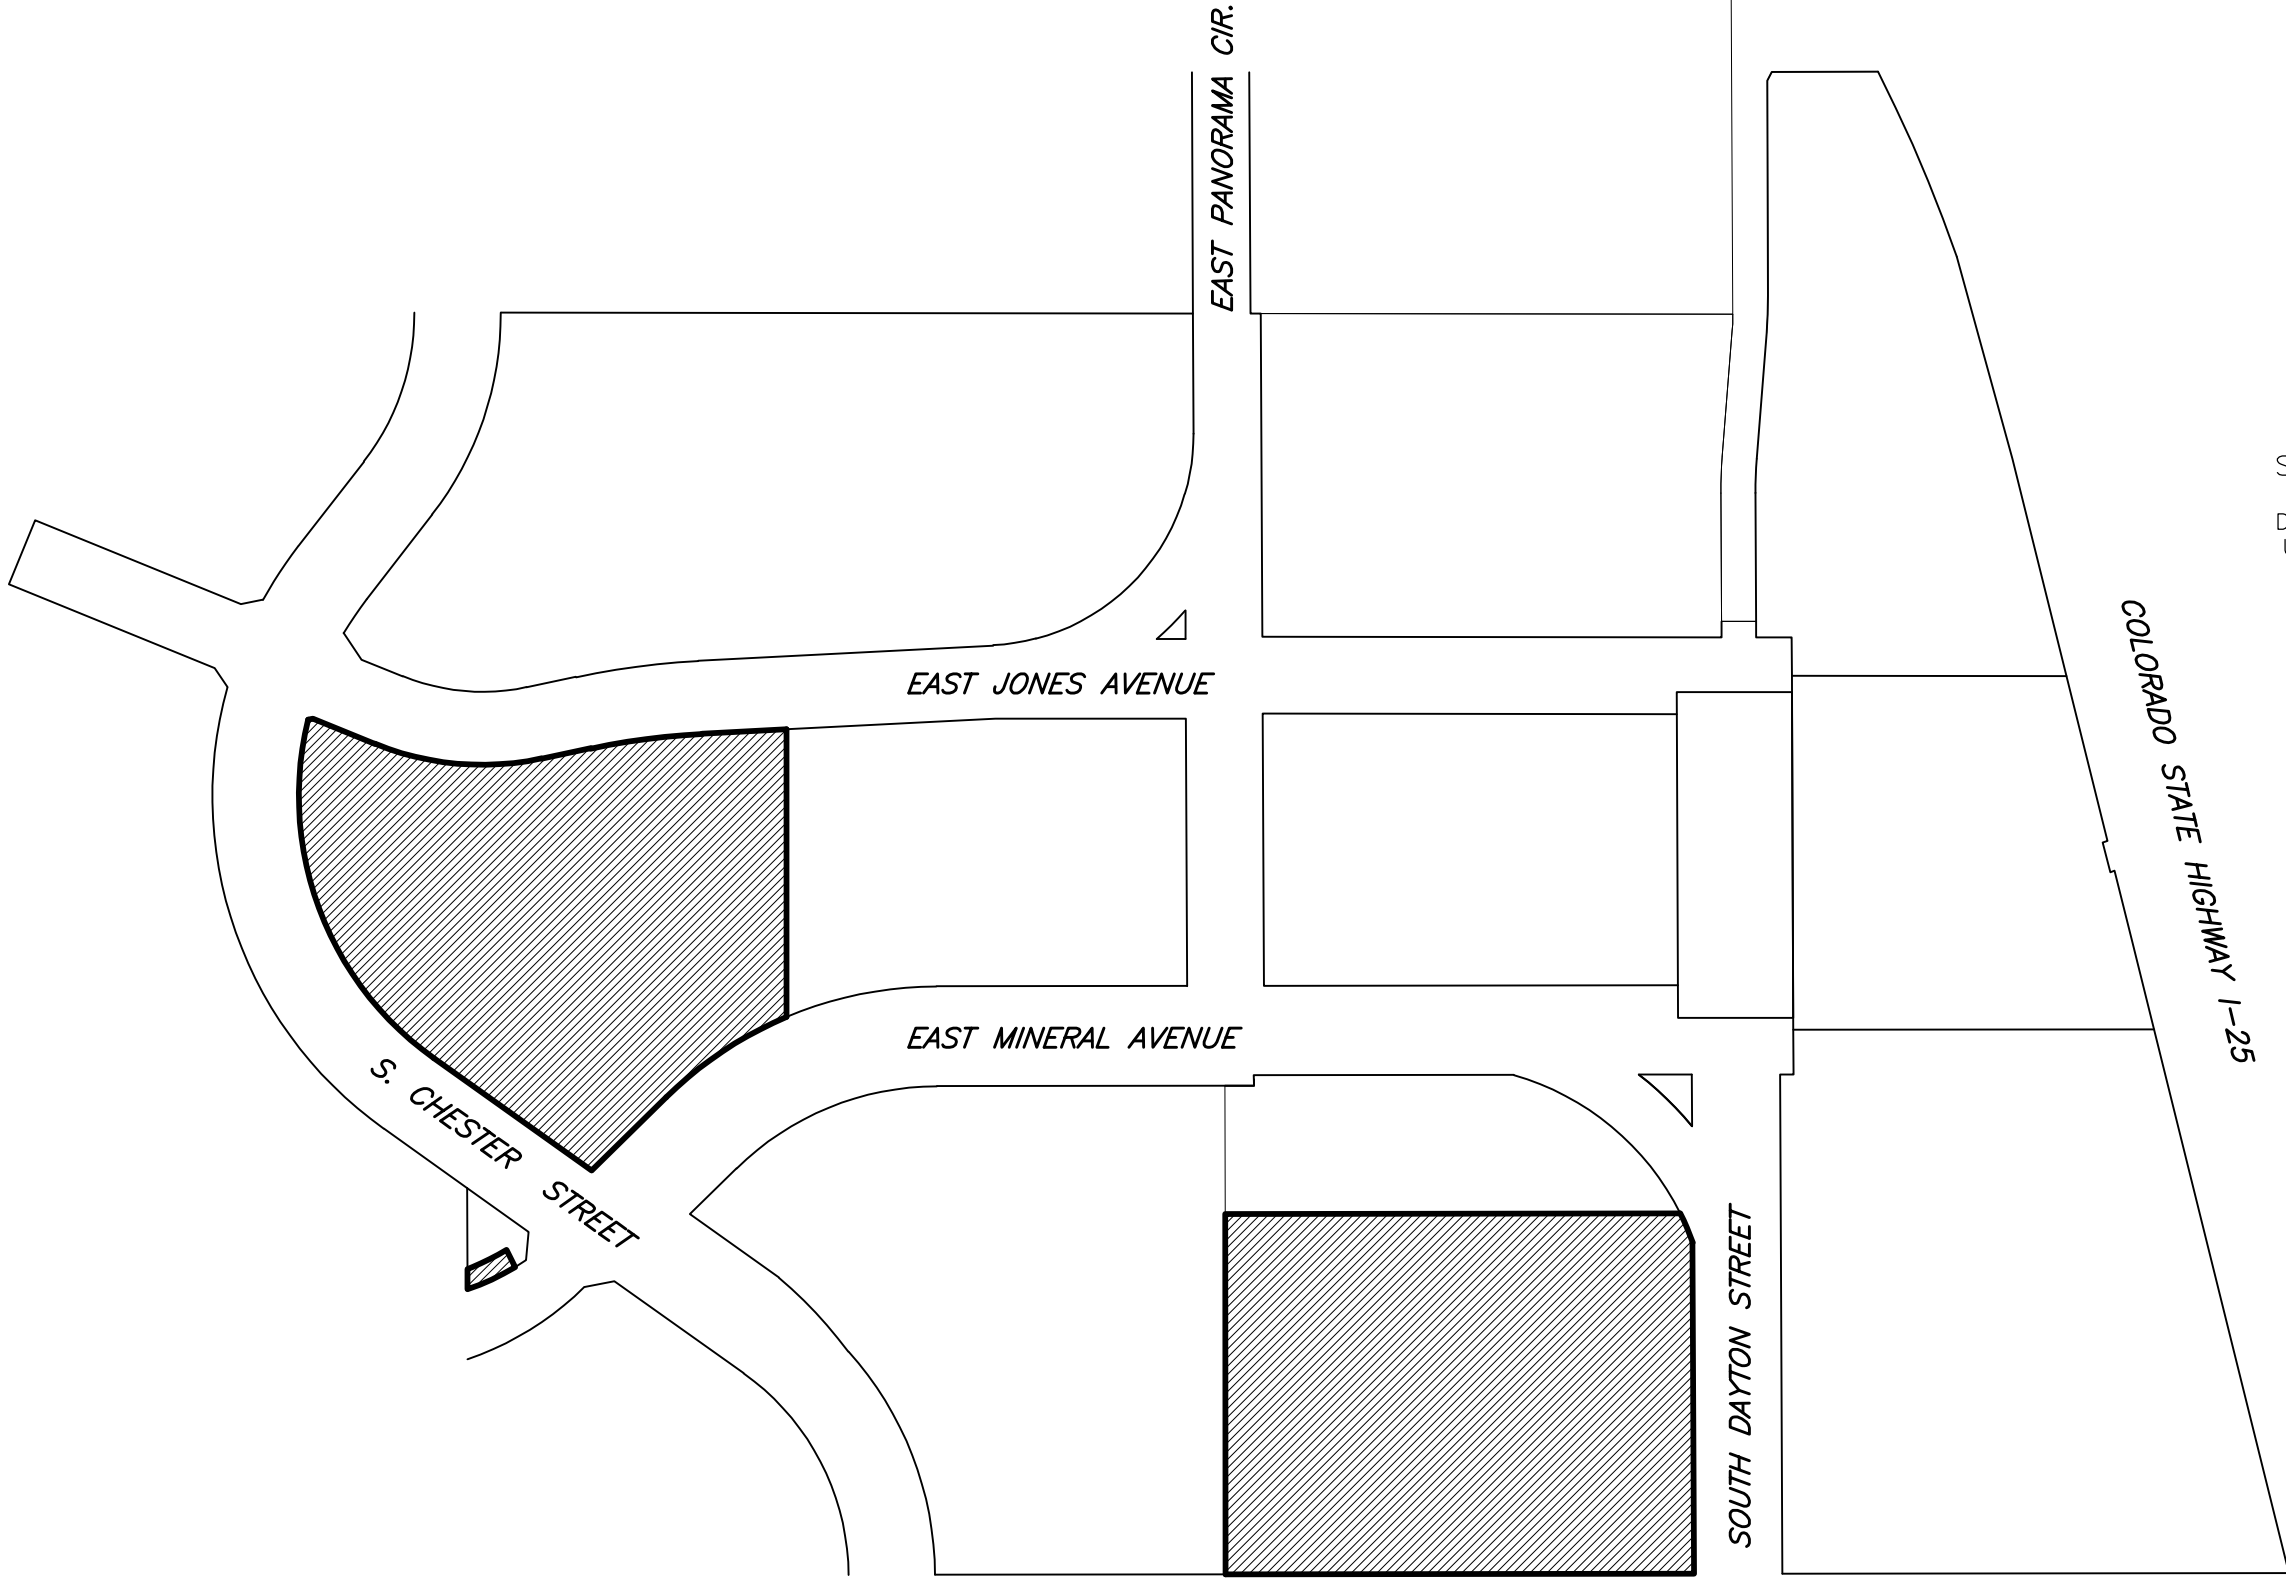 EAST PANORAMA CIR.
EAST JONES AVENUE
COLORADO STATE HIGHWAY I-25
EAST MINERAL AVENUE
S. CHESTER STREET
SOUTH DAYTON STREET